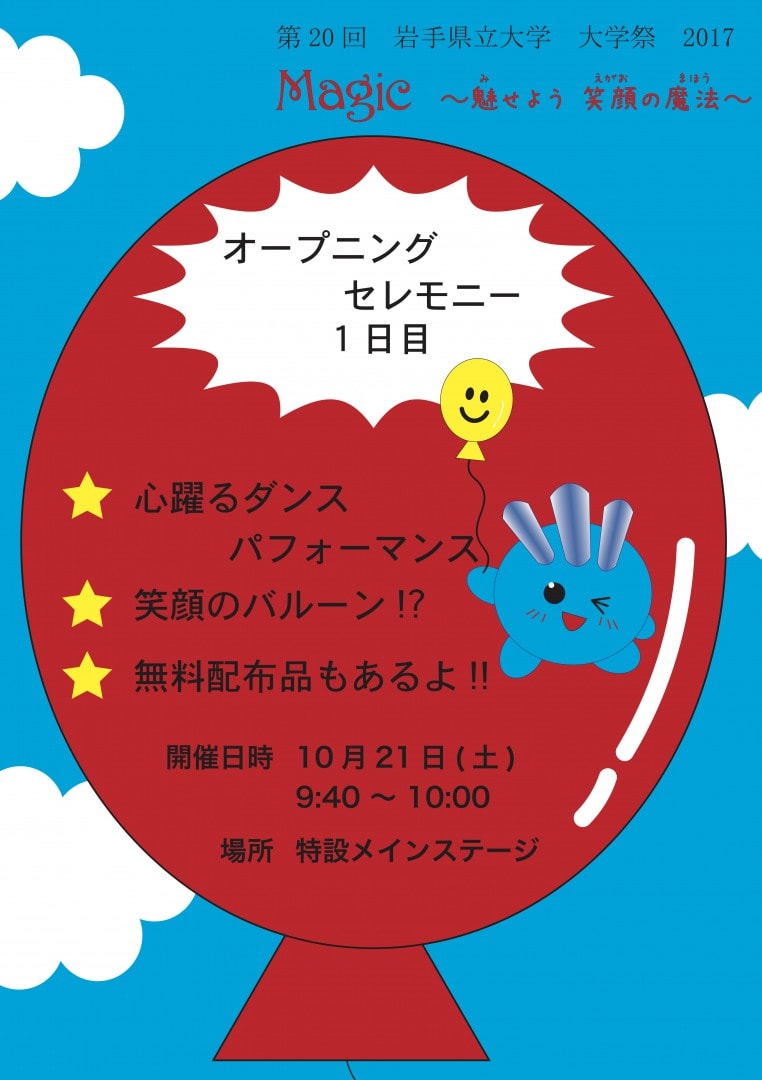 第20回　岩手県立大学　大学祭　2017
Magic ～魅せよう 笑顔の魔法～
み えがお まほう
オープニング
セレモニー
1日目
心躍るダンス
パフォーマンス
笑顔のバルーン!?
無料配布品もあるよ!!
開催日時 10月21日(土)
9:40 ～ 10:00
場所 特設メインステージ